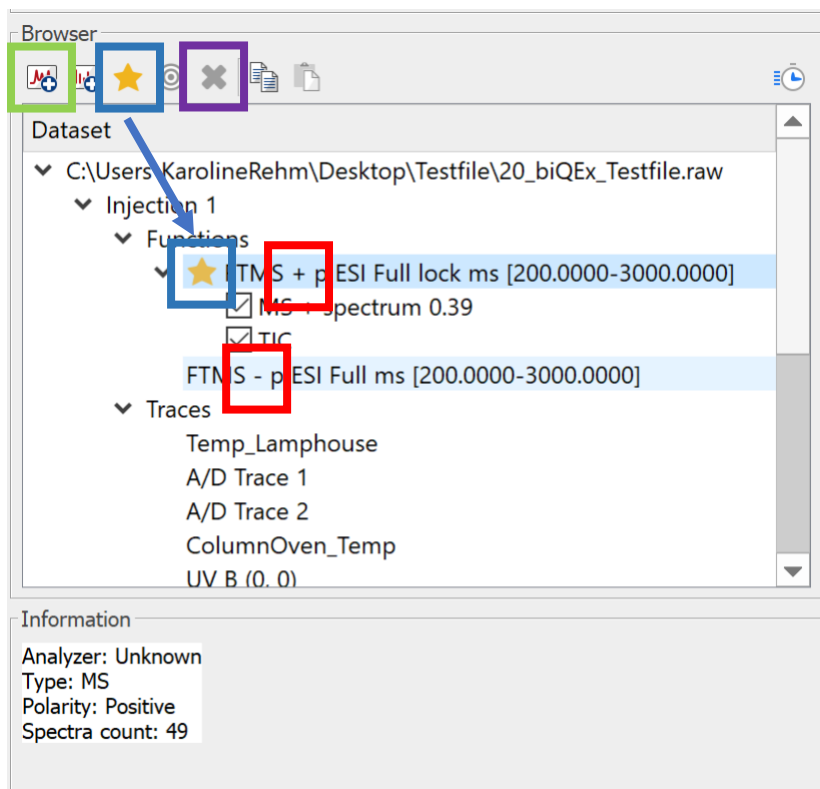 Browser
Dataset
C:\Users\KarolineRehm\Desktop\Testfile\20_biQEx_Testfile.raw
Injection 1
Functions
FTMS + p ESI Full lock ms [200.0000-3000.0000]
MS + spectrum 0.39
TIC
FTMS - p ESI Full ms [200.0000-3000.0000]
Traces
Temp_Lamphouse
A/D Trace 1
A/D Trace 2
ColumnOven_Temp
UV B (0, 0)
Information
Analyzer: Unknown
Type: MS
Polarity: Positive
Spectra count: 49